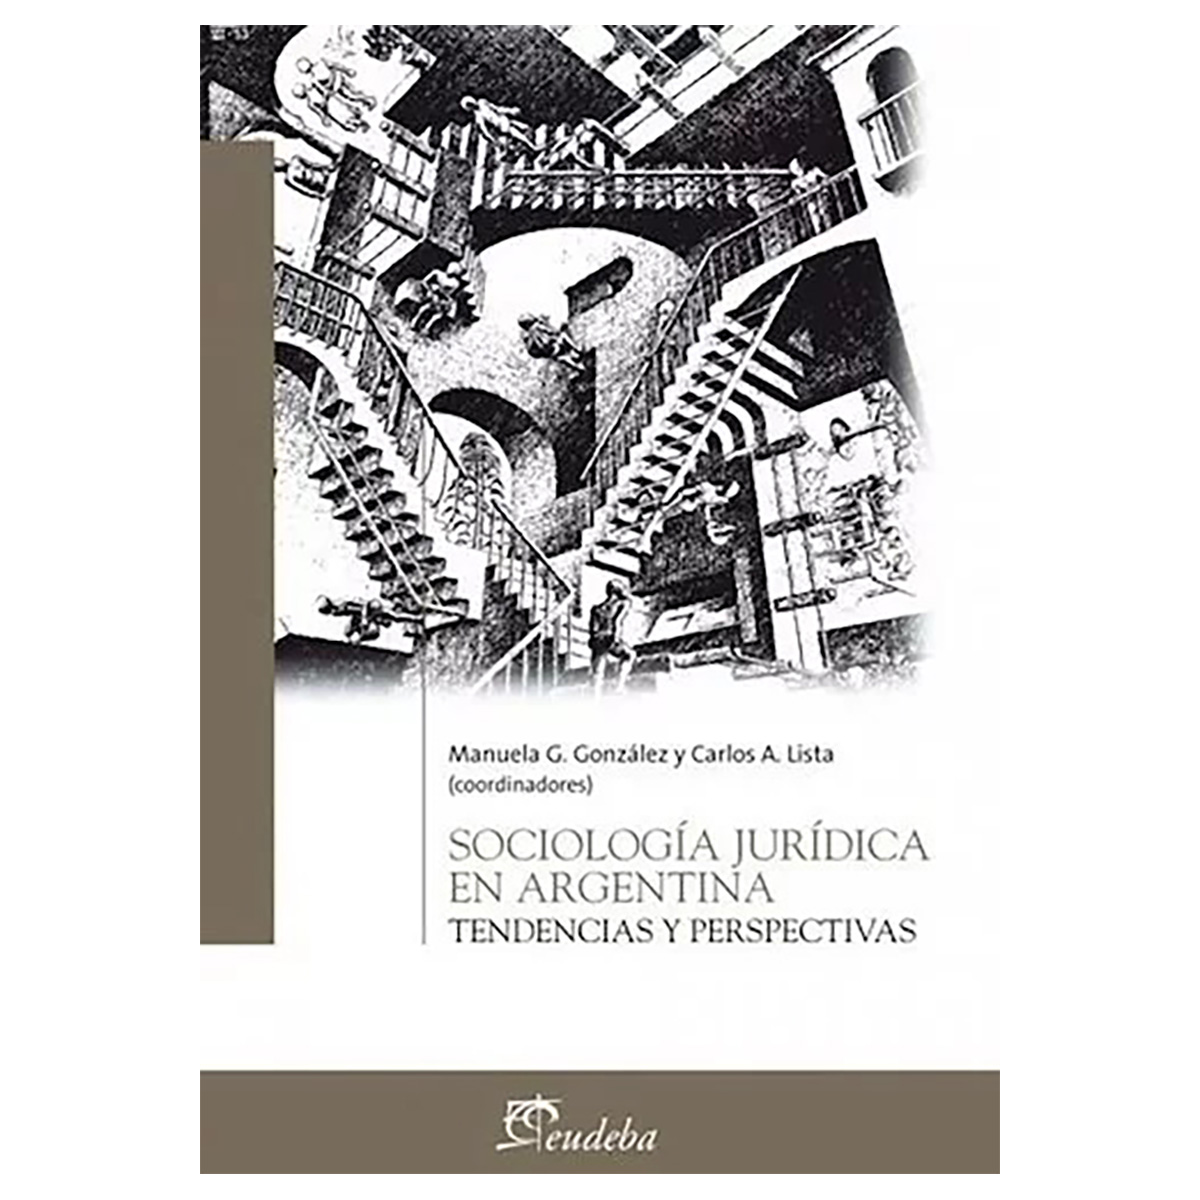 Manuela G. González y Carlos A. Lista
(coordinadores)
SOCIOLOGÍA JURÍDICA
EN ARGENTINA
TENDENCIAS Y PERSPECTIVAS
eudeba